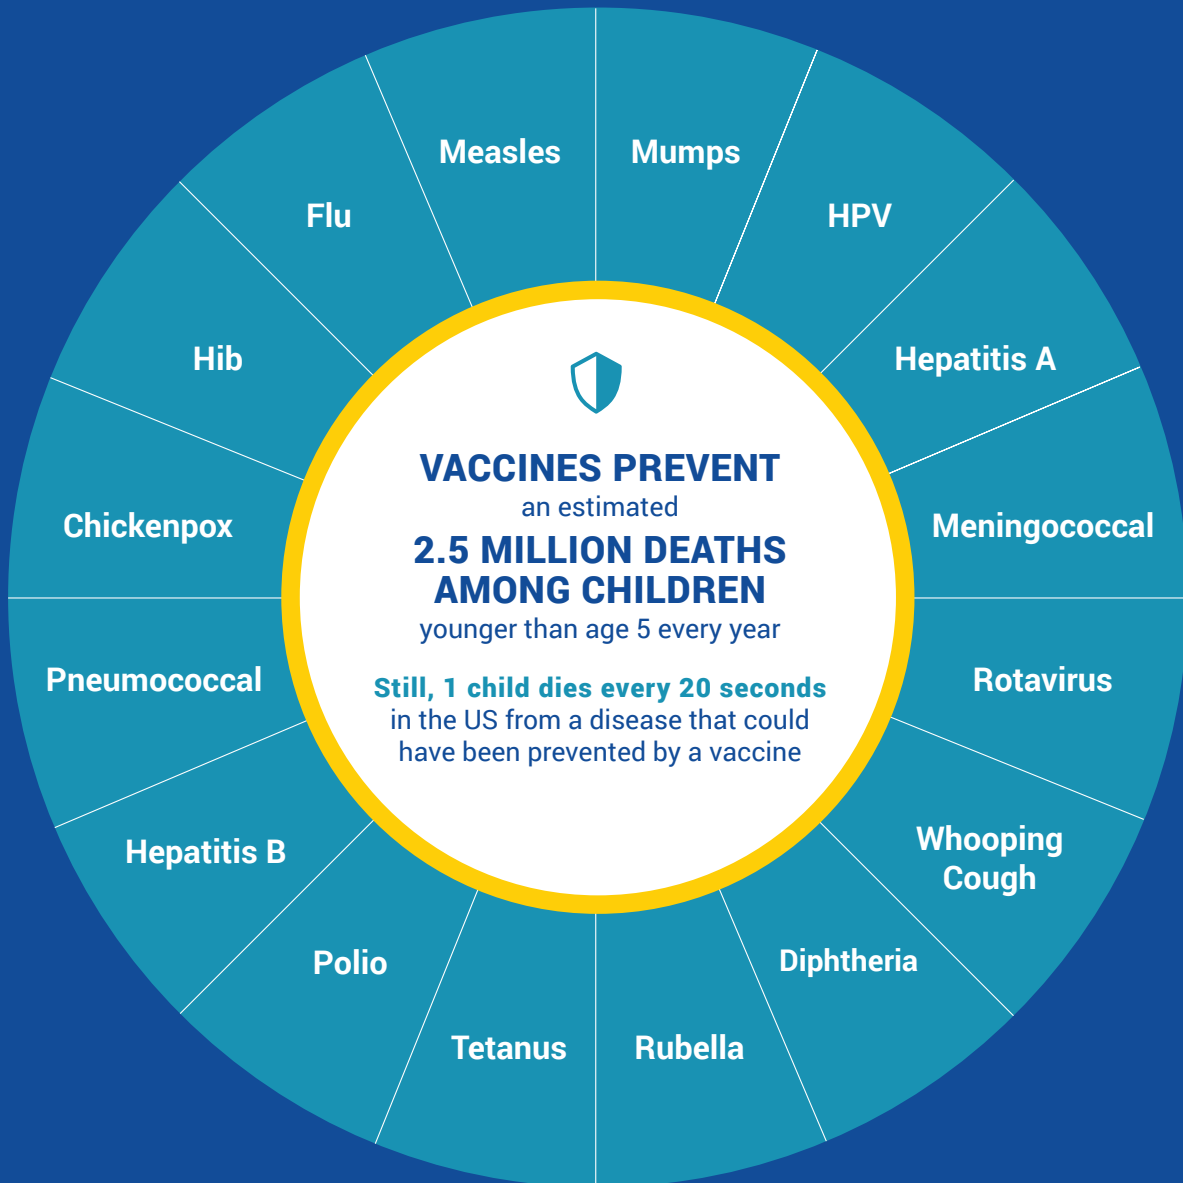 Measles
Mumps
HPV
Hepatitis A
Meningococcal
Rotavirus
Whooping
Cough
Diphtheria
Rubella
Tetanus
Polio
Hepatitis B
Pneumococcal
Chickenpox
Hib
Flu
VACCINES PREVENT
an estimated
2.5 MILLION DEATHS
AMONG CHILDREN
younger than age 5 every year
Still, 1 child dies every 20 seconds
in the US from a disease that could
have been prevented by a vaccine